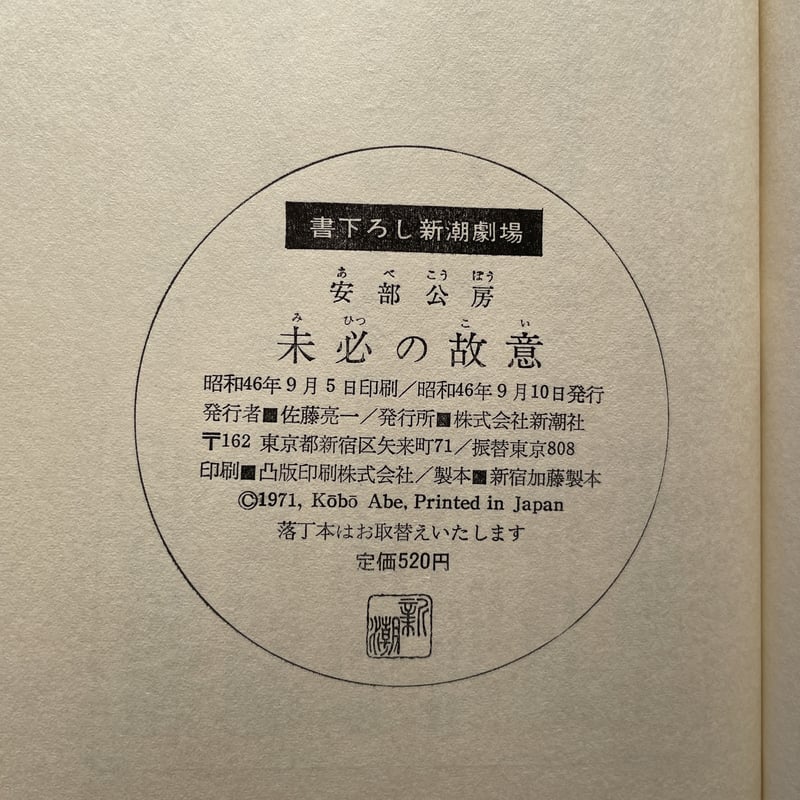 書下ろし新潮劇場
あべこうぼう
安部公房
みひつこい
未必の故意
昭和46年9月5日印刷/昭和46年9月10日発行
発行者■佐藤亮一/発行所■株式会社新潮社
〒162 東京都新宿区矢来町71/振替東京808
印刷■凸版印刷株式会社/製本■新宿加藤製本
©1971, Kōbō Abe, Printed in Japan
落丁本はお取替えいたします
定価520円
新潮